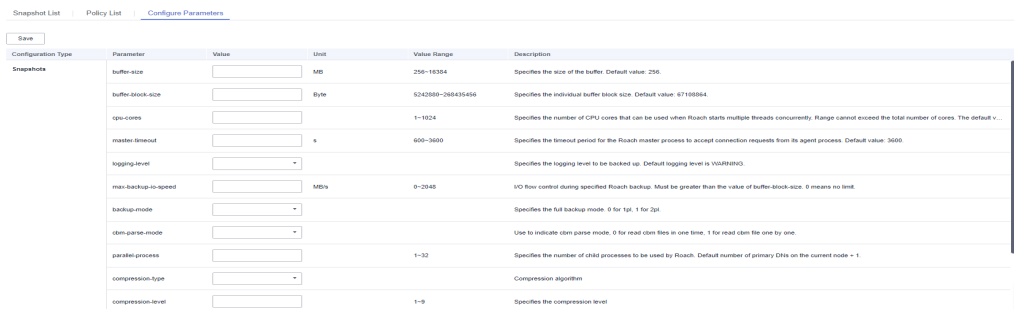 Snapshot List | Policy List | Configure Parameters
Save
Configuration Type Parameter Value Unit Value Range Description
Snapshots buffer-size MB 256~16384 Specifies the size of the buffer. Default value: 256.
buffer-block-size Byte 5242880~268435456 Specifies the individual buffer block size. Default value: 67108864.
cpu-cores 1~1024 Specifies the number of CPU cores that can be used when Roach starts multiple threads concurrently. Range cannot exceed the total number of cores. The default v...
master-timeout s 600~3600 Specifies the timeout period for the Roach master process to accept connection requests from its agent process. Default value: 3600.
logging-level Specifies the logging level to be backed up. Default logging level is WARNING.
max-backup-io-speed MB/s 0~2048 I/O flow control during specified Roach backup. Must be greater than the value of buffer-block-size. 0 means no limit.
backup-mode Specifies the full backup mode. 0 for 1pl, 1 for 2pl.
cbm-parse-mode Use to indicate cbm parse mode, 0 for read cbm files in one time, 1 for read cbm file one by one.
parallel-process 1~32 Specifies the number of child processes to be used by Roach. Default number of primary DNs on the current node + 1.
compression-type Compression algorithm
compression-level 1~9 Specifies the compression level